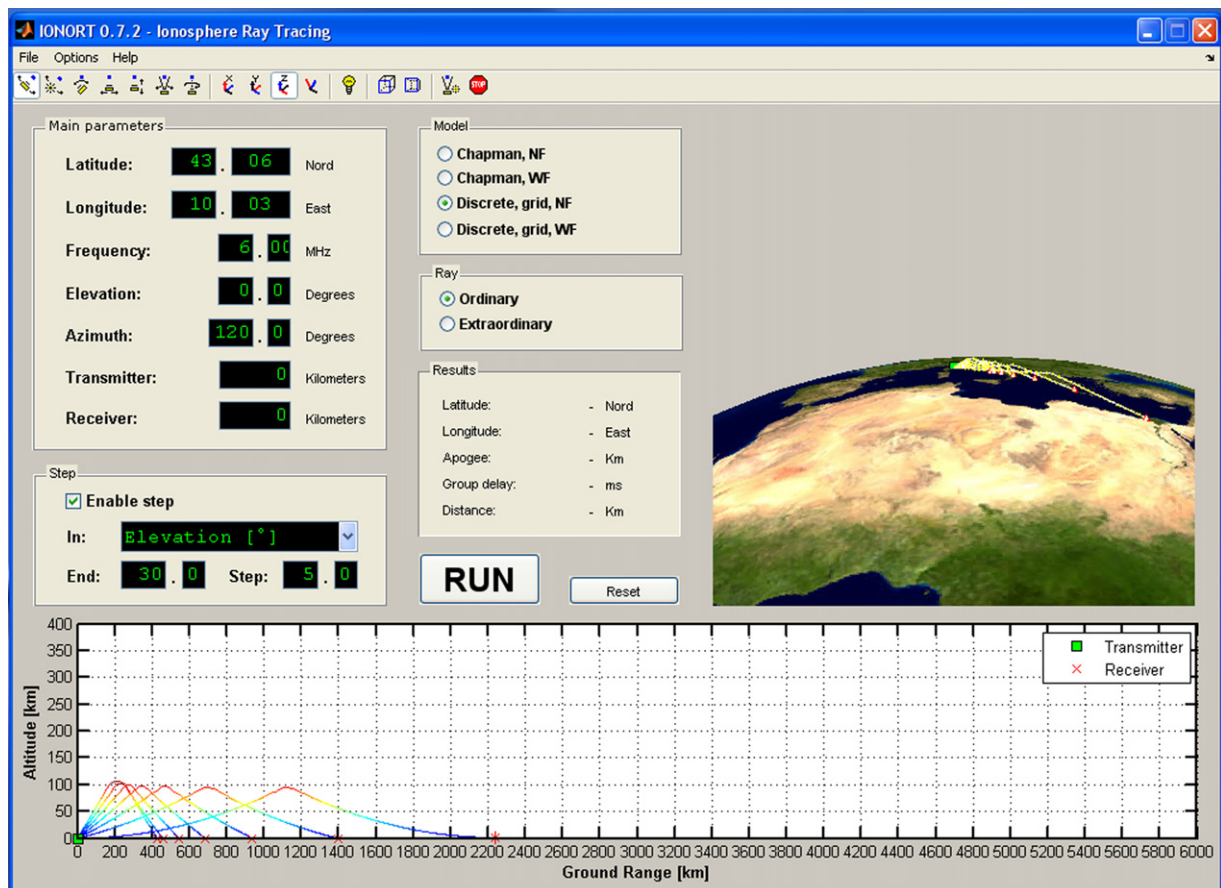 IONORT 0.7.2 - Ionosphere Ray Tracing
File Options Help
STOP
Main parameters
Latitude: 43 . 06 Nord
Longitude: 10 . 03 East
Frequency: 6 . 00 MHz
Elevation: 0 . 0 Degrees
Azimuth: 120 . 0 Degrees
Transmitter: 0 Kilometers
Receiver: 0 Kilometers
Step
Enable step
In: Elevation [°]
End: 30 . 0 Step: 5 . 0
Model
Chapman, NF
Chapman, WF
Discrete, grid, NF
Discrete, grid, WF
Ray
Ordinary
Extraordinary
Results
Latitude: - Nord
Longitude: - East
Apogee: - Km
Group delay: - ms
Distance: - Km
RUN Reset
Altitude [km]
400
350
300
250
200
150
100
50
0
Transmitter
Receiver
0 200 400 600 800 1000 1200 1400 1600 1800 2000 2200 2400 2600 2800 3000 3200 3400 3600 3800 4000 4200 4400 4600 4800 5000 5200 5400 5600 5800 6000
Ground Range [km]